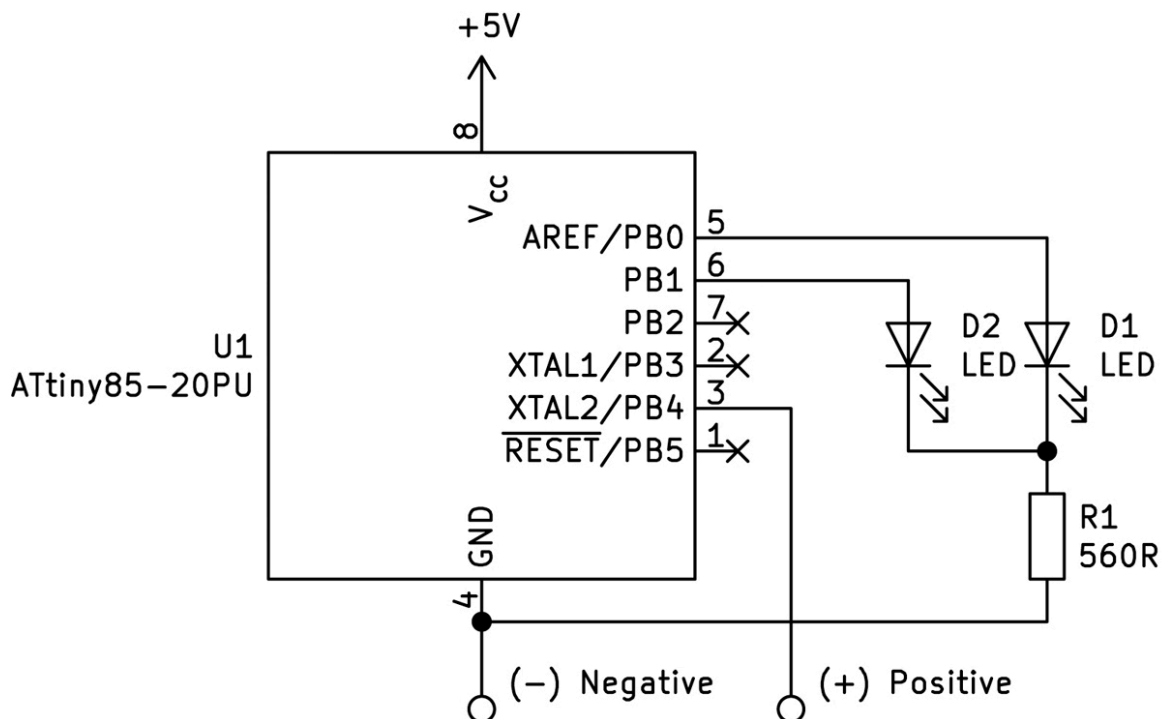 +5V
8
VCC
AREF/PB0 5
PB1 6
PB2 7
XTAL1/PB3 2
XTAL2/PB4 3
RESET/PB5 1
U1
ATtiny85-20PU
D2
LED
D1
LED
R1
560R
GND
4
(-) Negative
(+) Positive